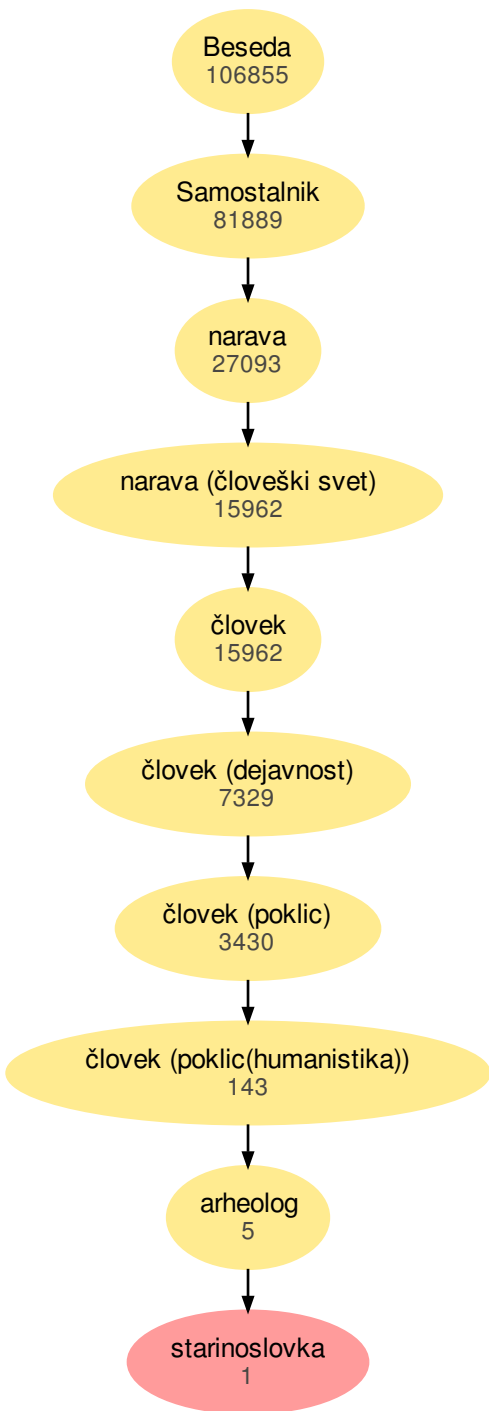 Beseda
106855
Samostalnik
81889
narava
27093
narava (človeški svet)
15962
človek
15962
človek (dejavnost)
7329
človek (poklic)
3430
človek (poklic(humanistika))
143
arheolog
5
starinoslovka
1